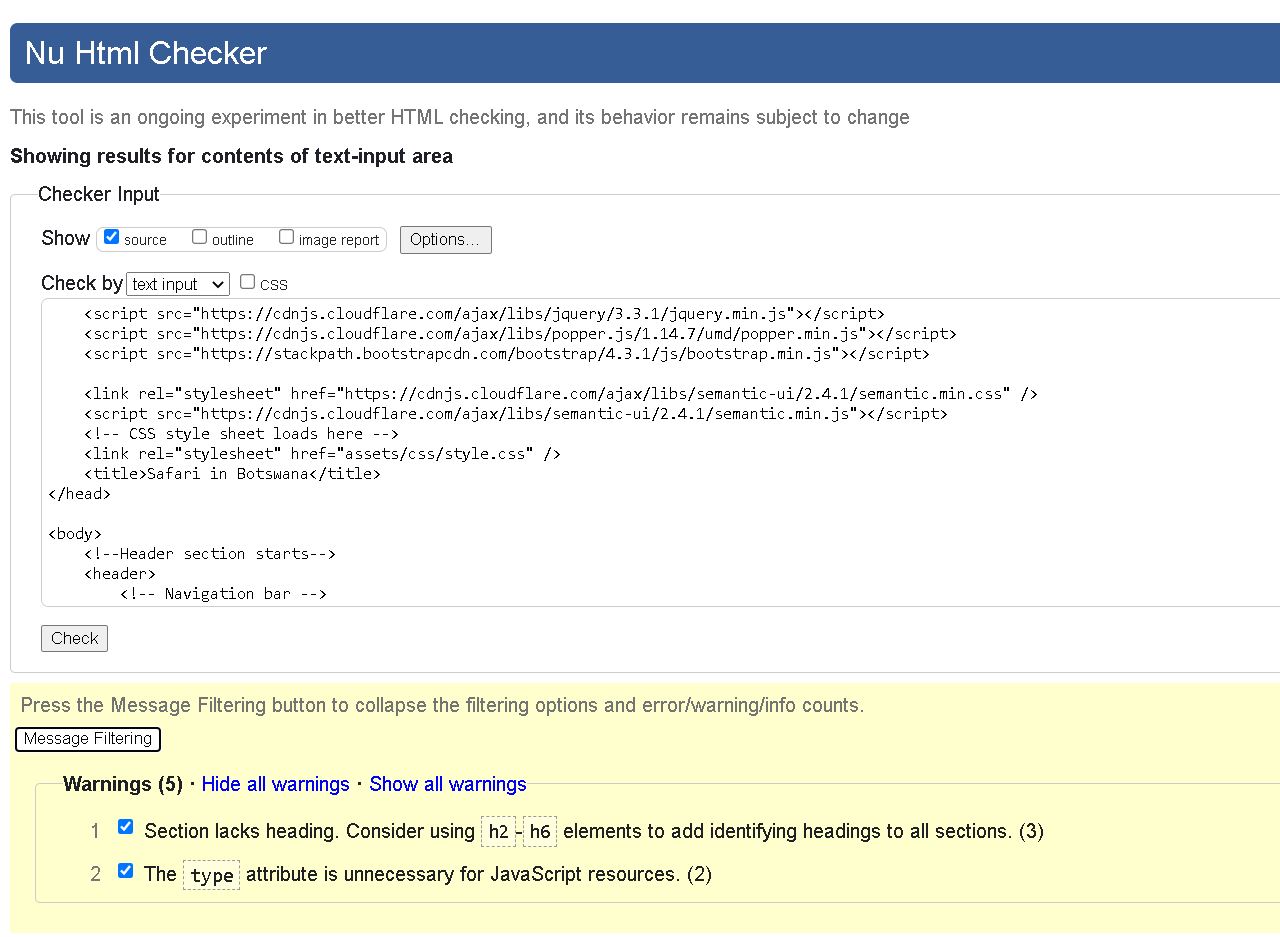 Nu Html Checker
This tool is an ongoing experiment in better HTML checking, and its behavior remains subject to change
Showing results for contents of text-input area
Checker Input
Show source outline image report Options...
Check by text input CSS
<script src="https://cdnjs.cloudflare.com/ajax/libs/jquery/3.3.1/jquery.min.js"></script>
<script src="https://cdnjs.cloudflare.com/ajax/libs/popper.js/1.14.7/umd/popper.min.js"></script>
<script src="https://stackpath.bootstrapcdn.com/bootstrap/4.3.1/js/bootstrap.min.js"></script>
<link rel="stylesheet" href="https://cdnjs.cloudflare.com/ajax/libs/semantic-ui/2.4.1/semantic.min.css" />
<script src="https://cdnjs.cloudflare.com/ajax/libs/semantic-ui/2.4.1/semantic.min.js"></script>
<!-- CSS style sheet loads here -->
<link rel="stylesheet" href="assets/css/style.css" />
<title>Safari in Botswana</title>
</head>
<body>
<!--Header section starts-->
<header>
<!-- Navigation bar -->
Check
Press the Message Filtering button to collapse the filtering options and error/warning/info counts.
Message Filtering
Warnings (5) · Hide all warnings · Show all warnings
1 Section lacks heading. Consider using h2-h6 elements to add identifying headings to all sections. (3)
2 The type attribute is unnecessary for JavaScript resources. (2)